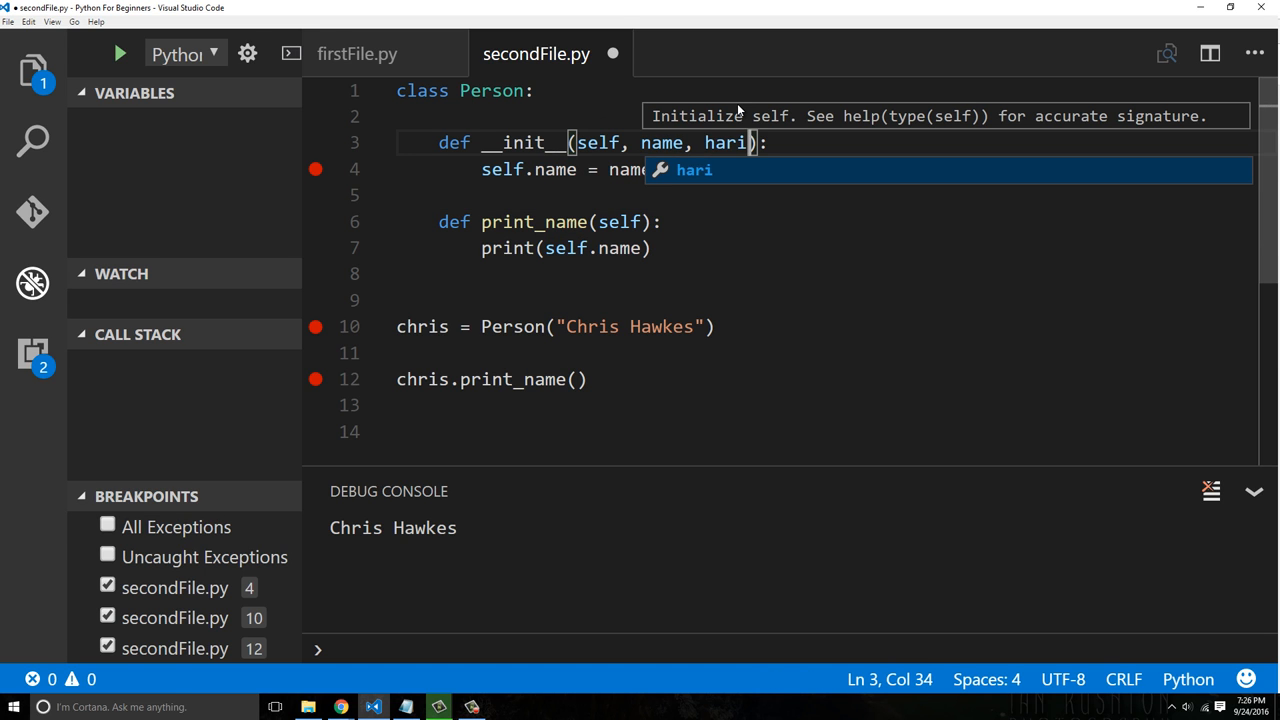 ● secondFile.py - Python For Beginners - Visual Studio Code
File Edit View Go Help
Python
firstFile.py
secondFile.py
1
VARIABLES
1 class Person:
2
Initialize self. See help(type(self)) for accurate signature.
3 def __init__(self, name, hari):
4 self.name = name
hari
5
6 def print_name(self):
7 print(self.name)
8
WATCH
9
10 chris = Person("Chris Hawkes")
CALL STACK
11
2
12 chris.print_name()
13
14
BREAKPOINTS
DEBUG CONSOLE
All Exceptions
Chris Hawkes
Uncaught Exceptions
secondFile.py 4
secondFile.py 10
secondFile.py 12
0 0
Ln 3, Col 34 Spaces: 4 UTF-8 CRLF Python
I'm Cortana. Ask me anything.
7:26 PM
9/24/2016